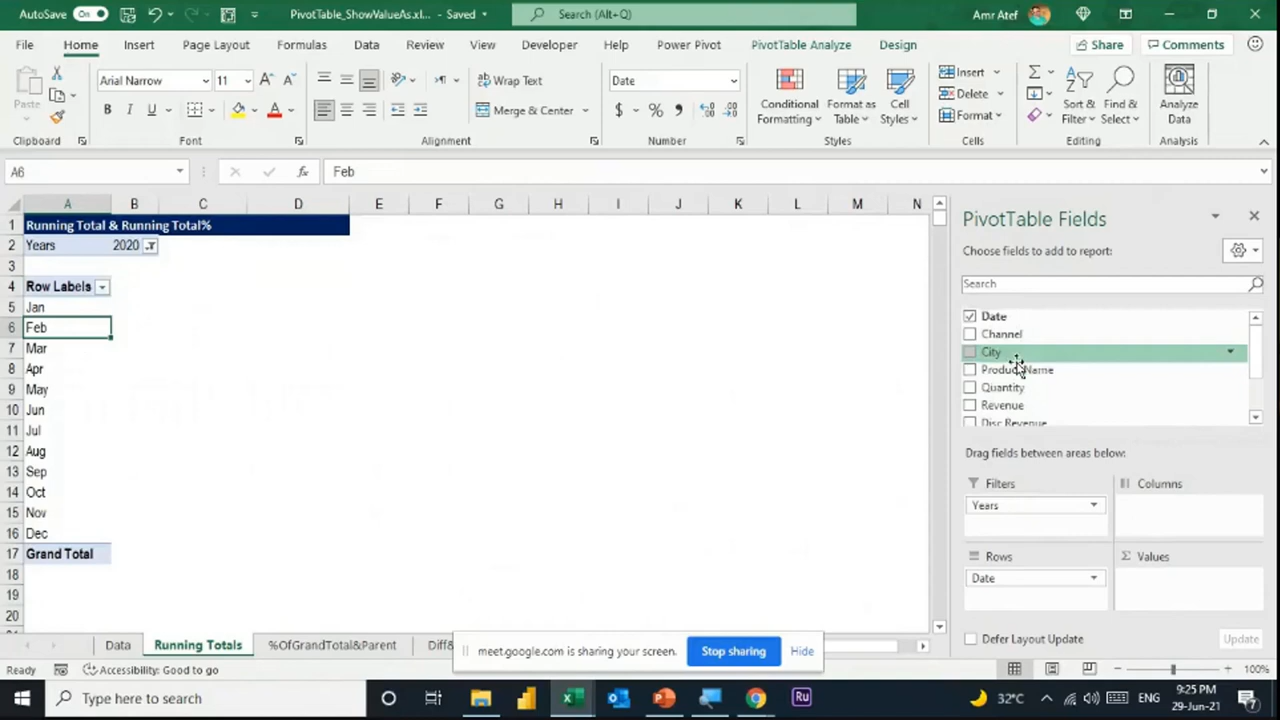 AutoSave On PivotTable_ShowValueAs.xl... - Saved Search (Alt+Q) Amr Atef
File Home Insert Page Layout Formulas Data Review View Developer Help Power Pivot PivotTable Analyze Design Share Comments
Arial Narrow 11 Wrap Text Date Insert
Paste Merge & Center Conditional Formatting Format as Table Cell Styles Delete Sort & Filter Find & Select Analyze Data
Format
Clipboard Font Alignment Number Styles Cells Editing Analysis
A6 Feb
A B C D E F G H I J K L M N
1 Running Total & Running Total%
2 Years 2020
3
4 Row Labels
5 Jan
6 Feb
7 Mar
8 Apr
9 May
10 Jun
11 Jul
12 Aug
13 Sep
14 Oct
15 Nov
16 Dec
17 Grand Total
18
19
20
PivotTable Fields
Choose fields to add to report:
Search
Date
Channel
City
Product Name
Quantity
Revenue
Disc Revenue
Drag fields between areas below:
Filters Columns
Years
Rows Σ Values
Date
Defer Layout Update Update
Data Running Totals %OfGrandTotal&Parent Diff&
meet.google.com is sharing your screen. Stop sharing Hide
Ready Accessibility: Good to go 100%
Type here to search 32°C ENG 9:25 PM
29-Jun-21